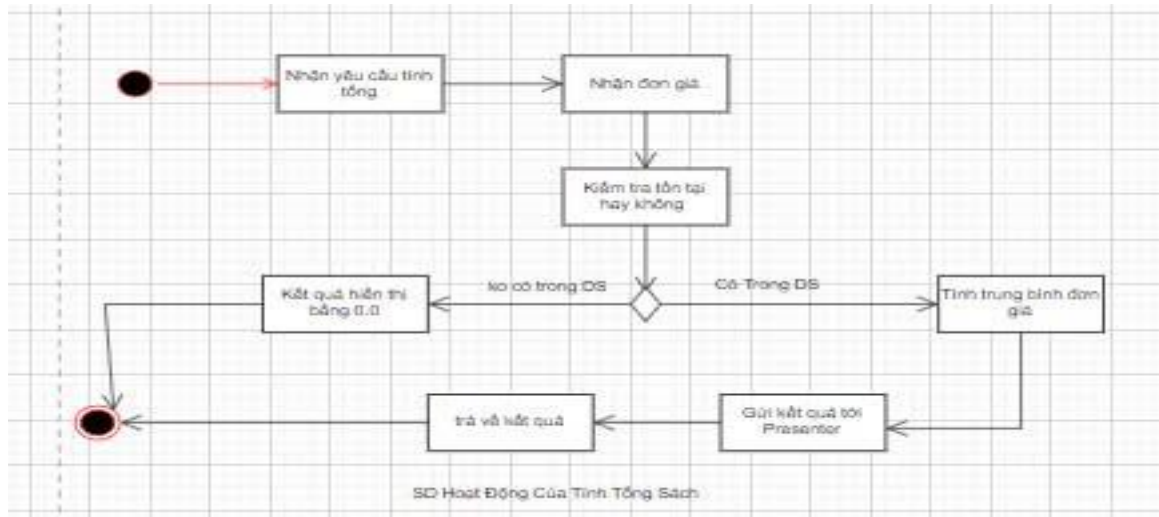 Nhận yêu cầu tính
tổng
Nhận đơn giá
Kiểm tra tồn tại
hay không
ko có trong DS
Có Trong DS
Kết quả hiển thị
bằng 0.0
Tính trung bình đơn
giá
trả về kết quả
Gửi kết quả tới
Presenter
SD Hoạt Động Của Tính Tổng Sách